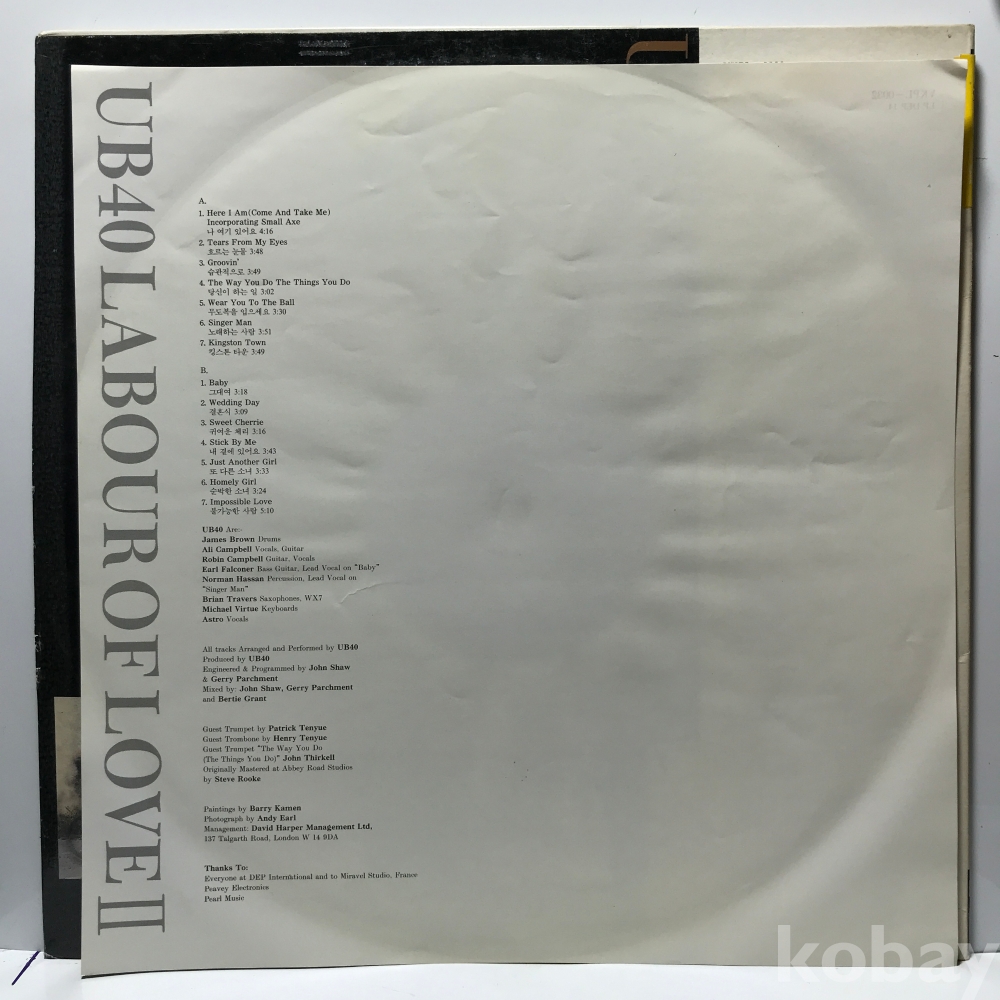 UB40 LABOUR OF LOVE II
A.
1. Here I Am(Come And Take Me)
Incorporating Small Axe
나 여기 있어요 4:16
2. Tears From My Eyes
흐르는 눈물 3:48
3. Groovin'
습관적으로 3:49
4. The Way You Do The Things You Do
당신이 하는 일 3:02
5. Wear You To The Ball
무도복을 입으세요 3:30
6. Singer Man
노래하는 사람 3:51
7. Kingston Town
킹스톤 타운 3:49
B.
1. Baby
그대여 3:18
2. Wedding Day
결혼식 3:09
3. Sweet Cherrie
귀여운 체리 3:16
4. Stick By Me
내 곁에 있어요 3:43
5. Just Another Girl
또 다른 소녀 3:33
6. Homely Girl
순박한 소녀 3:24
7. Impossible Love
불가능한 사랑 5:10
UB40 Are:-
James Brown Drums
Ali Campbell Vocals, Guitar
Robin Campbell Guitar, Vocals
Earl Falconer Bass Guitar, Lead Vocal on "Baby"
Norman Hassan Percussion, Lead Vocal on
"Singer Man"
Brian Travers Saxophones, WX7
Michael Virtue Keyboards
Astro Vocals
All tracks Arranged and Performed by UB40
Produced by UB40
Engineered & Programmed by John Shaw
& Gerry Parchment
Mixed by: John Shaw, Gerry Parchment
and Bertie Grant
Guest Trumpet by Patrick Tenyue
Guest Trombone by Henry Tenyue
Guest Trumpet "The Way You Do
(The Things You Do)" John Thirkell
Originally Mastered at Abbey Road Studios
by Steve Rooke
Paintings by Barry Kamen
Photograph by Andy Earl
Management: David Harper Management Ltd,
137 Talgarth Road, London W 14 9DA
Thanks To:
Everyone at DEP International and to Miravel Studio, France
Peavey Electronics
Pearl Music
kobay